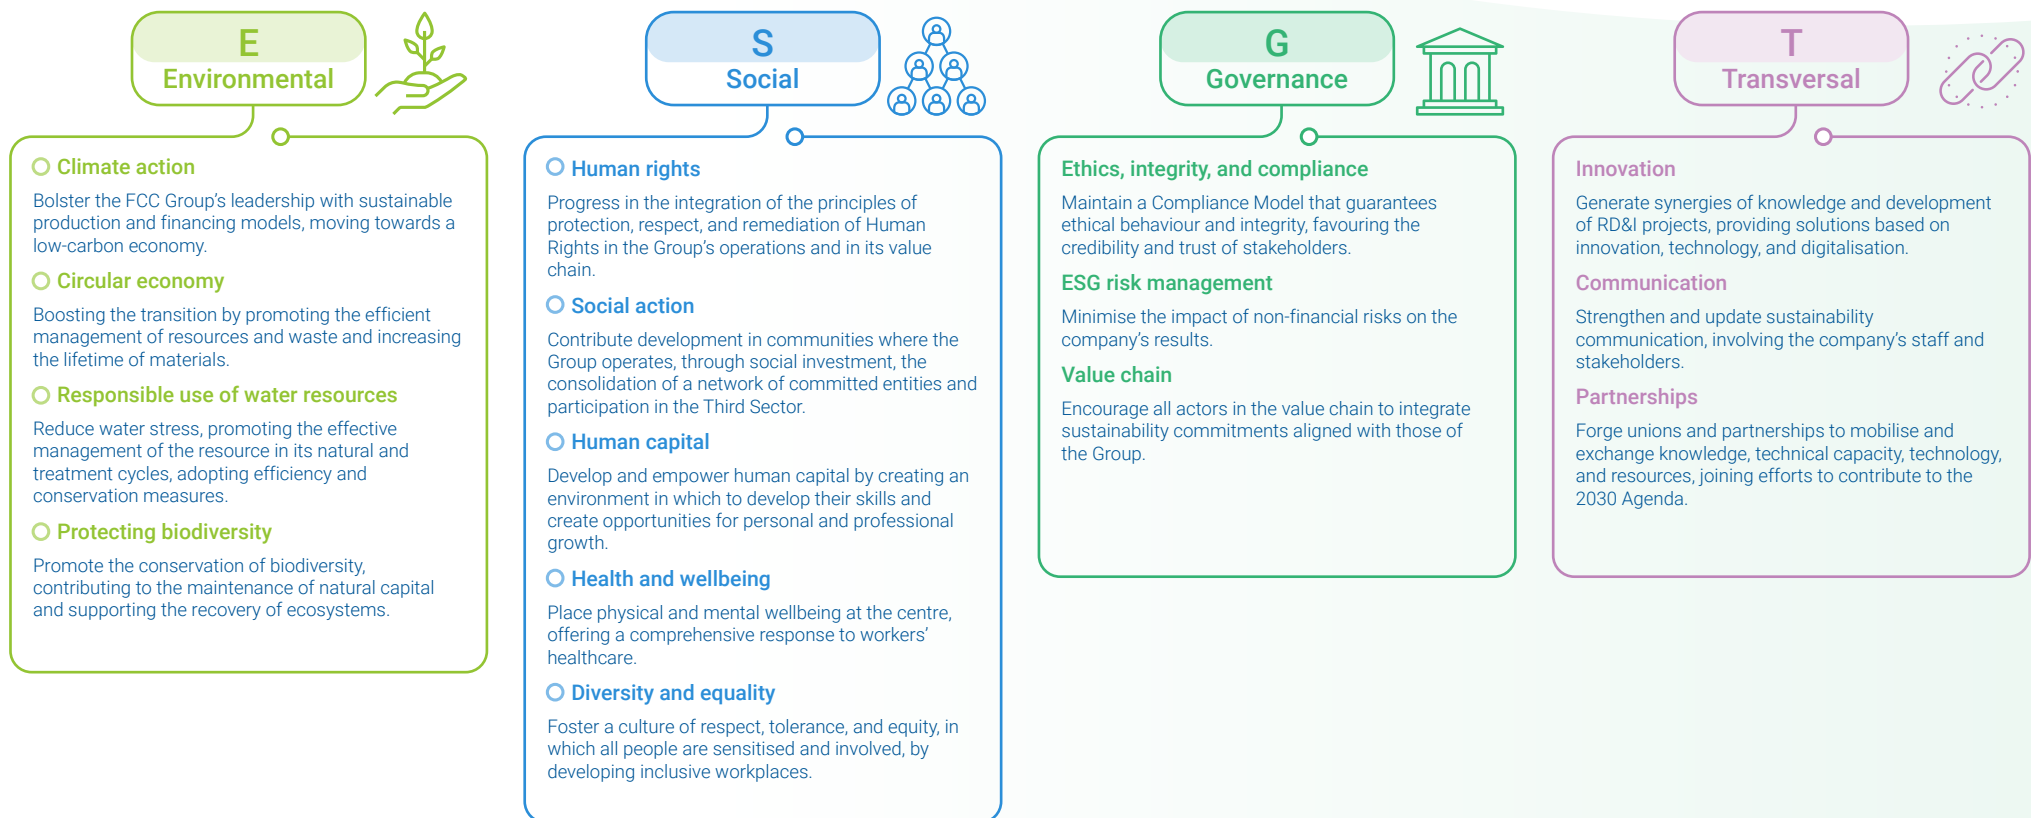 E
Environmental
Climate action
Bolster the FCC Group's leadership with sustainable
production and financing models, moving towards a
low-carbon economy.
Circular economy
Boosting the transition by promoting the efficient
management of resources and waste and increasing
the lifetime of materials.
Responsible use of water resources
Reduce water stress, promoting the effective
management of the resource in its natural and
treatment cycles, adopting efficiency and
conservation measures.
Protecting biodiversity
Promote the conservation of biodiversity,
contributing to the maintenance of natural capital
and supporting the recovery of ecosystems.
S
Social
Human rights
Progress in the integration of the principles of
protection, respect, and remediation of Human
Rights in the Group's operations and in its value
chain.
Social action
Contribute development in communities where the
Group operates, through social investment, the
consolidation of a network of committed entities and
participation in the Third Sector.
Human capital
Develop and empower human capital by creating an
environment in which to develop their skills and
create opportunities for personal and professional
growth.
Health and wellbeing
Place physical and mental wellbeing at the centre,
offering a comprehensive response to workers'
healthcare.
Diversity and equality
Foster a culture of respect, tolerance, and equity, in
which all people are sensitised and involved, by
developing inclusive workplaces.
G
Governance
Ethics, integrity, and compliance
Maintain a Compliance Model that guarantees
ethical behaviour and integrity, favouring the
credibility and trust of stakeholders.
ESG risk management
Minimise the impact of non-financial risks on the
company's results.
Value chain
Encourage all actors in the value chain to integrate
sustainability commitments aligned with those of
the Group.
T
Transversal
Innovation
Generate synergies of knowledge and development
of RD&I projects, providing solutions based on
innovation, technology, and digitalisation.
Communication
Strengthen and update sustainability
communication, involving the company's staff and
stakeholders.
Partnerships
Forge unions and partnerships to mobilise and
exchange knowledge, technical capacity, technology,
and resources, joining efforts to contribute to the
2030 Agenda.